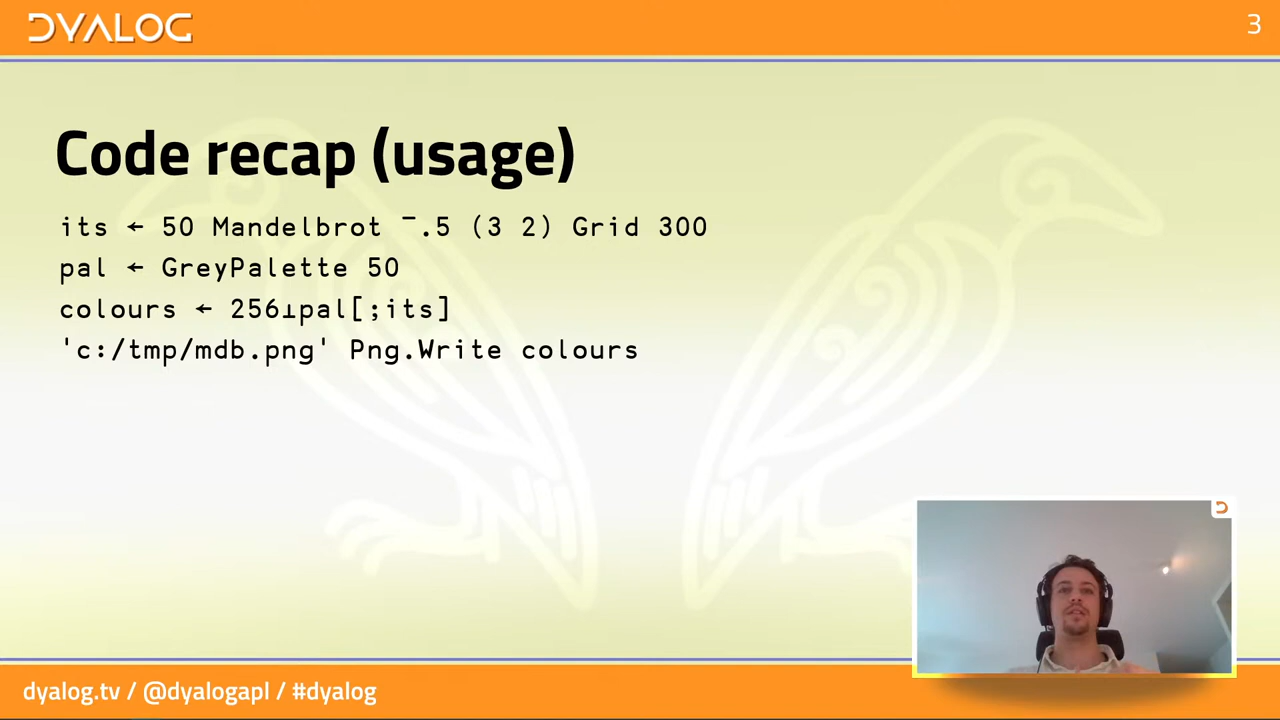 DYALOG
3
Code recap (usage)
its ← 50 Mandelbrot ¯.5 (3 2) Grid 300
pal ← GreyPalette 50
colours ← 256⊥pal[;its]
'c:/tmp/mdb.png' Png.Write colours
dyalog.tv / @dyalogapl / #dyalog